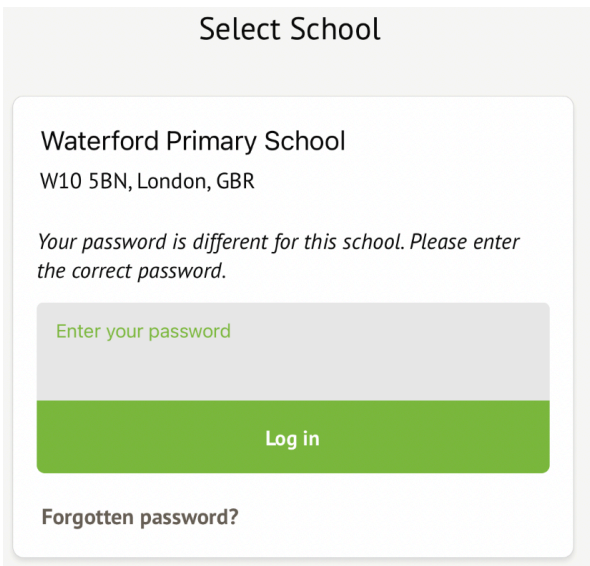 Select School
Waterford Primary School
W10 5BN, London, GBR
Your password is different for this school. Please enter
the correct password.
Enter your password
Log in
Forgotten password?